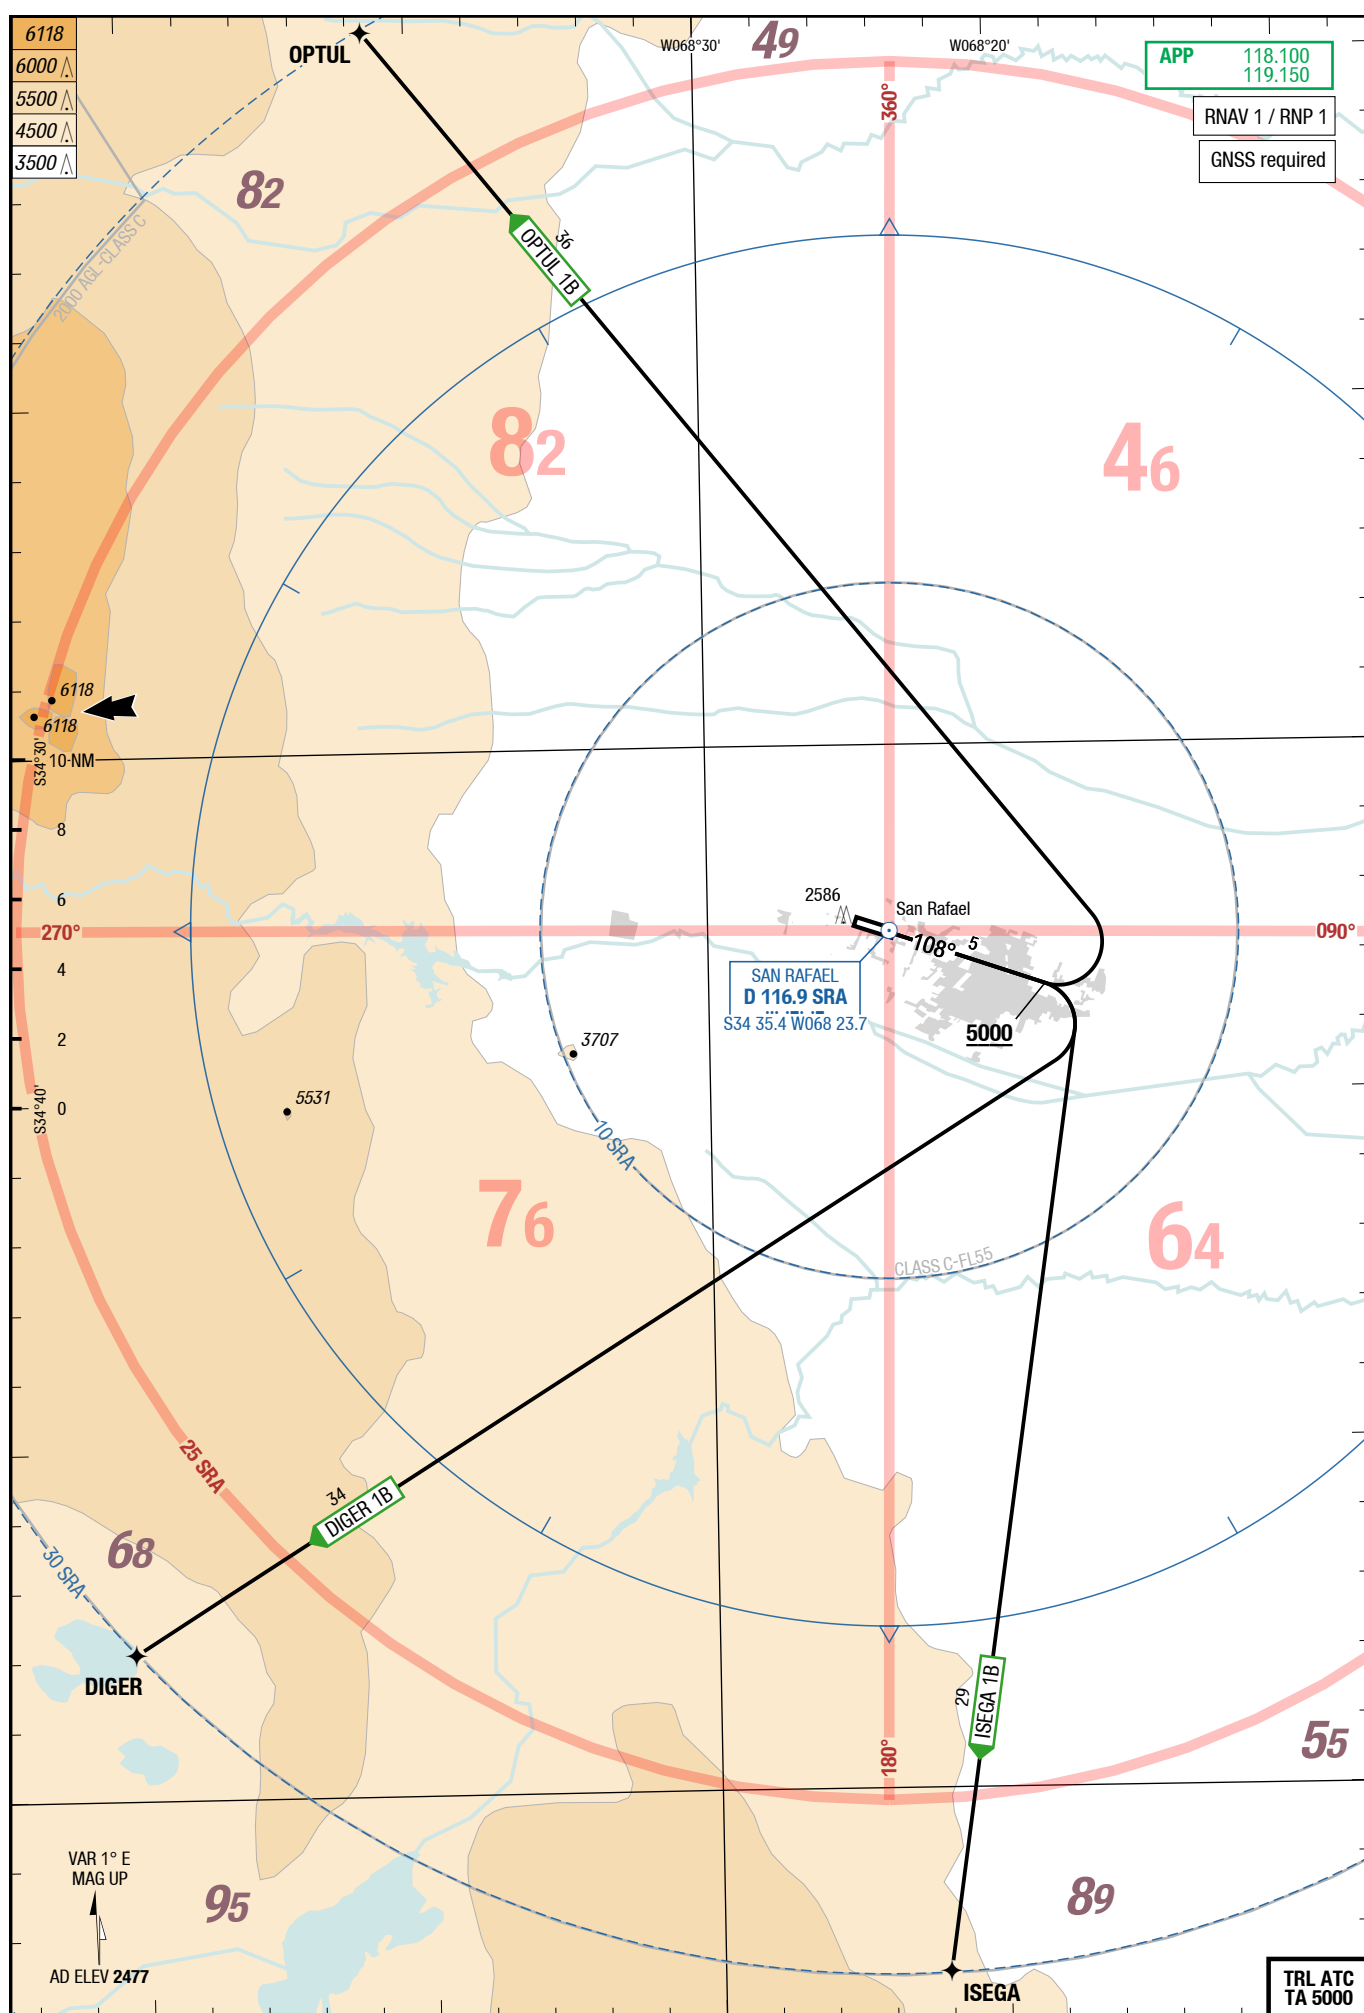 6118
6000
5500
4500
3500
OPTUL
W068°30'
49
W068°20'
APP 118.100
119.150
RNAV 1 / RNP 1
GNSS required
360°
82
2000 AGL-CLASS C
36
OPTUL 1B
82
46
6118
6118
S34°30'
10 NM
8
6
4
2
0
S34°40'
270°
090°
2586
San Rafael
108°
5
SAN RAFAEL
D 116.9 SRA
S34 35.4 W068 23.7
5000
3707
5531
10 SRA
76
64
CLASS C-FL55
25 SRA
34
DIGER 1B
68
30 SRA
DIGER
29
ISEGA 1B
180°
55
VAR 1° E
MAG UP
95
89
AD ELEV 2477
ISEGA
TRL ATC
TA 5000